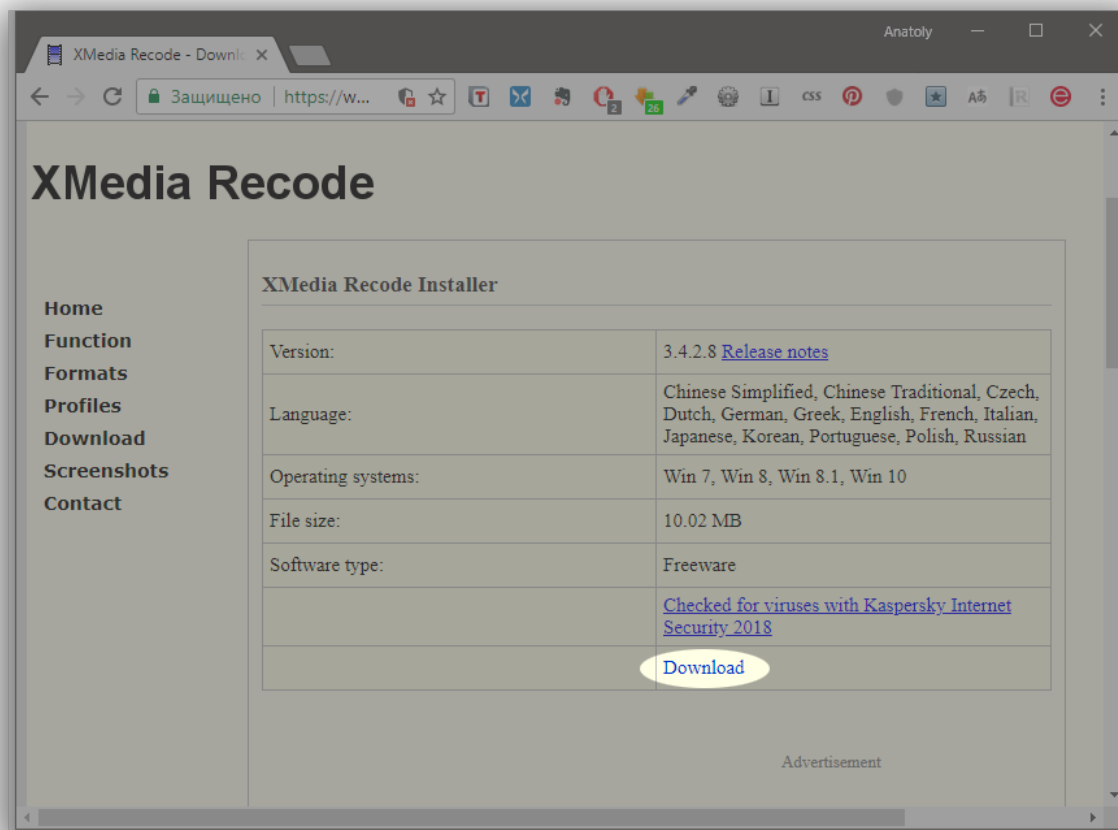 Anatoly
XMedia Recode - Downl
Защищено
https://w...
2
26
CSS
XMedia Recode
Home
Function
Formats
Profiles
Download
Screenshots
Contact
XMedia Recode Installer
Version:
3.4.2.8 Release notes
Language:
Chinese Simplified, Chinese Traditional, Czech,
Dutch, German, Greek, English, French, Italian,
Japanese, Korean, Portuguese, Polish, Russian
Operating systems:
Win 7, Win 8, Win 8.1, Win 10
File size:
10.02 MB
Software type:
Freeware
Checked for viruses with Kaspersky Internet
Security 2018
Download
Advertisement